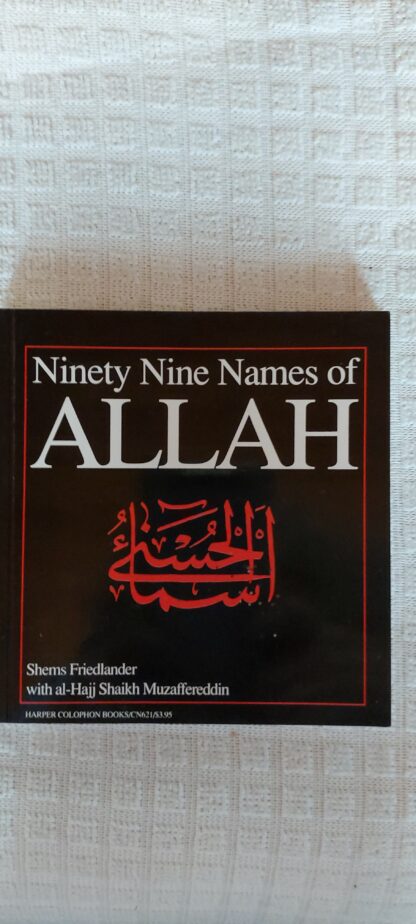 Ninety Nine Names of
ALLAH
أسماء الحسنى
Shems Friedlander
with al-Hajj Shaikh Muzaffereddin
HARPER COLOPHON BOOKS/CN621/$3.95